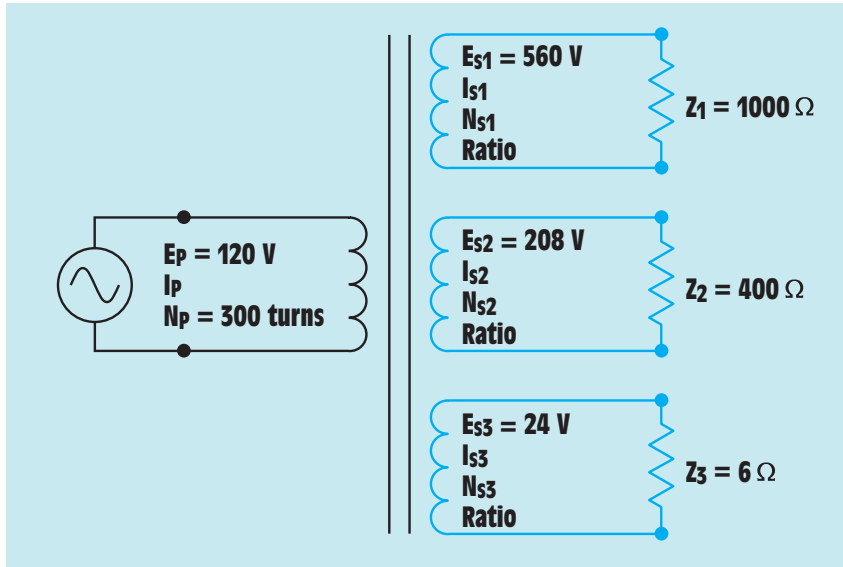 ES1 = 560 V
IS1
NS1
Ratio
Z1 = 1000 Ω
EP = 120 V
IP
NP = 300 turns
ES2 = 208 V
IS2
NS2
Ratio
Z2 = 400 Ω
ES3 = 24 V
IS3
NS3
Ratio
Z3 = 6 Ω